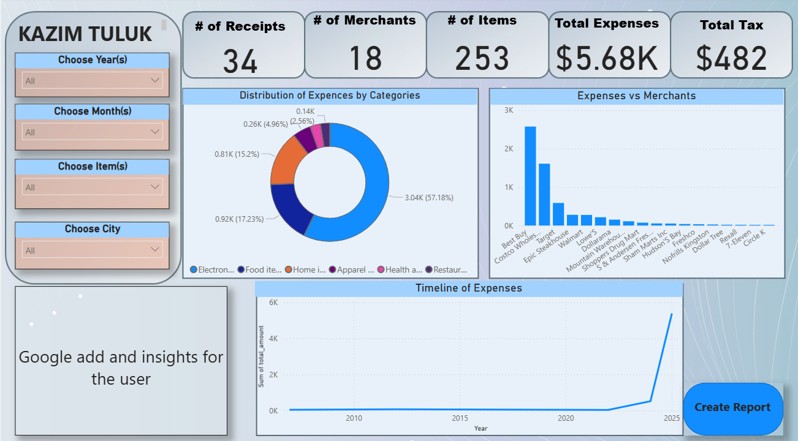 KAZIM TULUK
Choose Year(s)
All
Choose Month(s)
All
Choose Item(s)
All
Choose City
All
# of Receipts
34
# of Merchants
18
# of Items
253
Total Expenses
$5.68K
Total Tax
$482
Distribution of Expences by Categories
0.14K
(2.56%)
0.26K (4.96%)
0.81K (15.2%)
0.92K (17.23%)
3.04K (57.18%)
Electron... Food ite... Home i... Apparel ... Health a... Restaur...
Expenses vs Merchants
3K
2K
1K
0K
Best Buy
Costco Wholes...
Target
Epic Steakhouse
Walmart
Lowe'S
Dollarama
Mountain Warehou...
Shoppers Drug Mart
S & Andersen Fres...
Sham Marts Inc
Hudson'S Bay
Freshco
Nofrills Kingston
Dollar Tree
Rexall
7-Eleven
Circle K
Google add and insights for
the user
Timeline of Expenses
Sum of total_amount
6K
4K
2K
0K
2010
2015
2020
2025
Year
Create Report